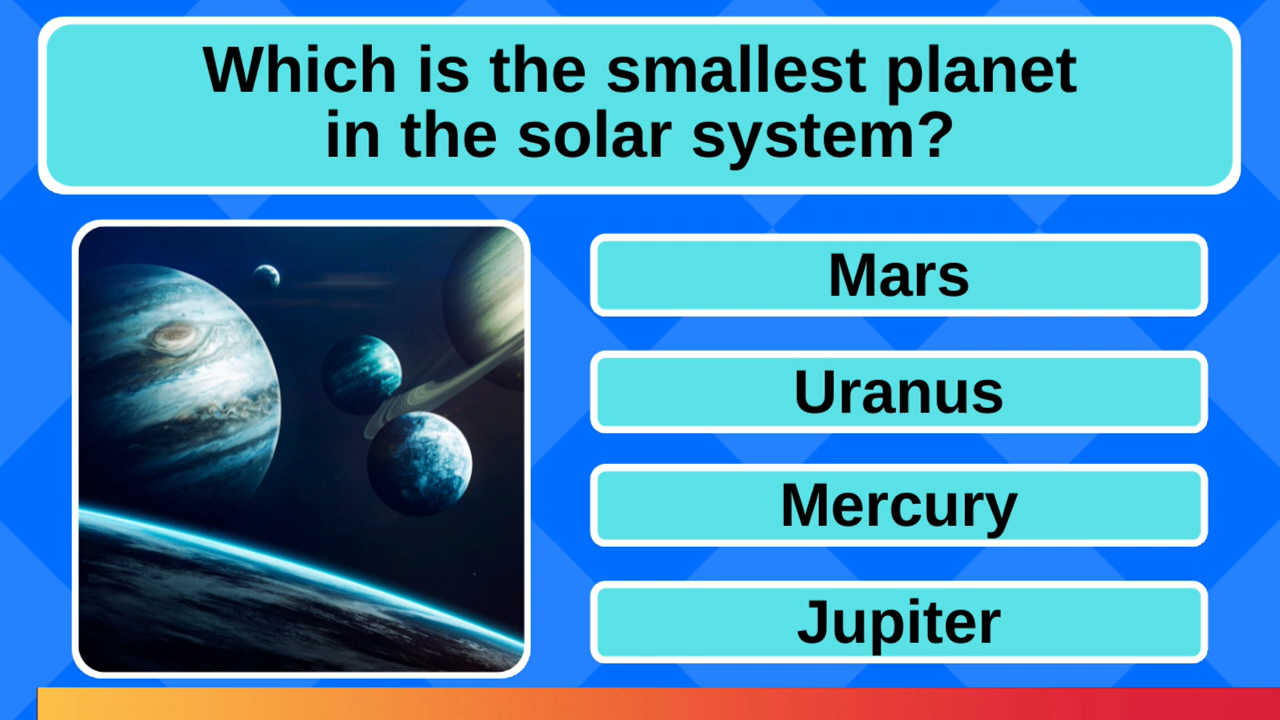 Which is the smallest planet
in the solar system?
Mars
Uranus
Mercury
Jupiter